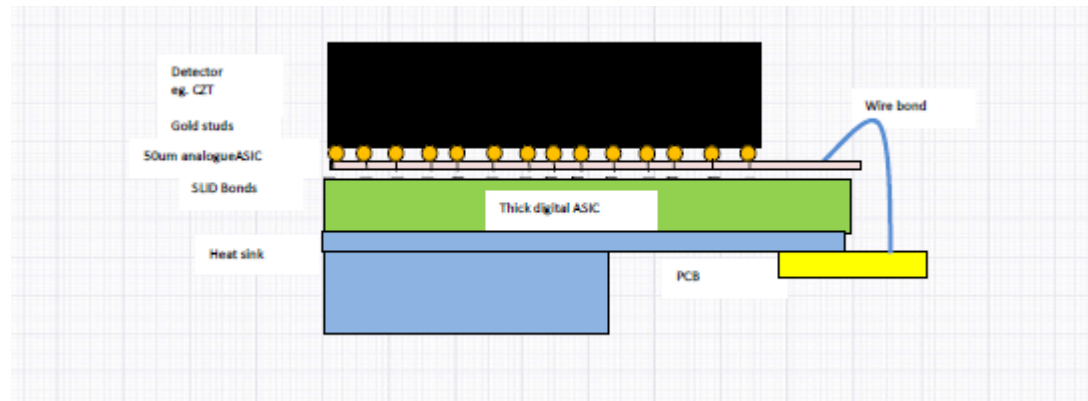 Detector
eg. CZT
Wire bond
Gold studs
50um analogueASIC
SLID Bonds
Thick digital ASIC
Heat sink
PCB